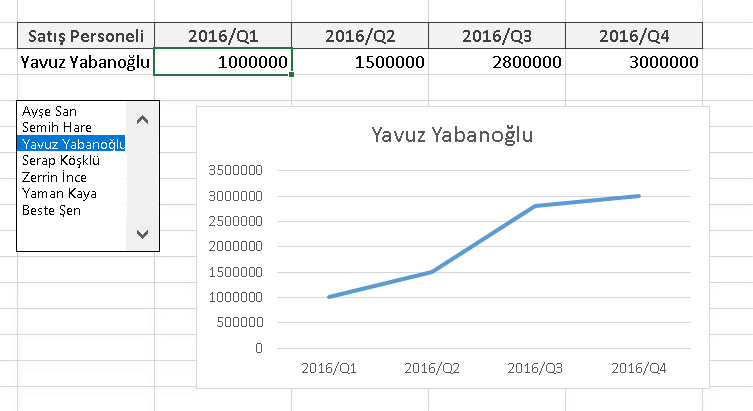 Satış Personeli 2016/Q1 2016/Q2 2016/Q3 2016/Q4
Yavuz Yabanoğlu 1000000 1500000 2800000 3000000
Ayşe San
Semih Hare
Yavuz Yabanoğlu
Serap Köşklü
Zerrin İnce
Yaman Kaya
Beste Şen
Yavuz Yabanoğlu
3500000
3000000
2500000
2000000
1500000
1000000
500000
0
2016/Q1 2016/Q2 2016/Q3 2016/Q4